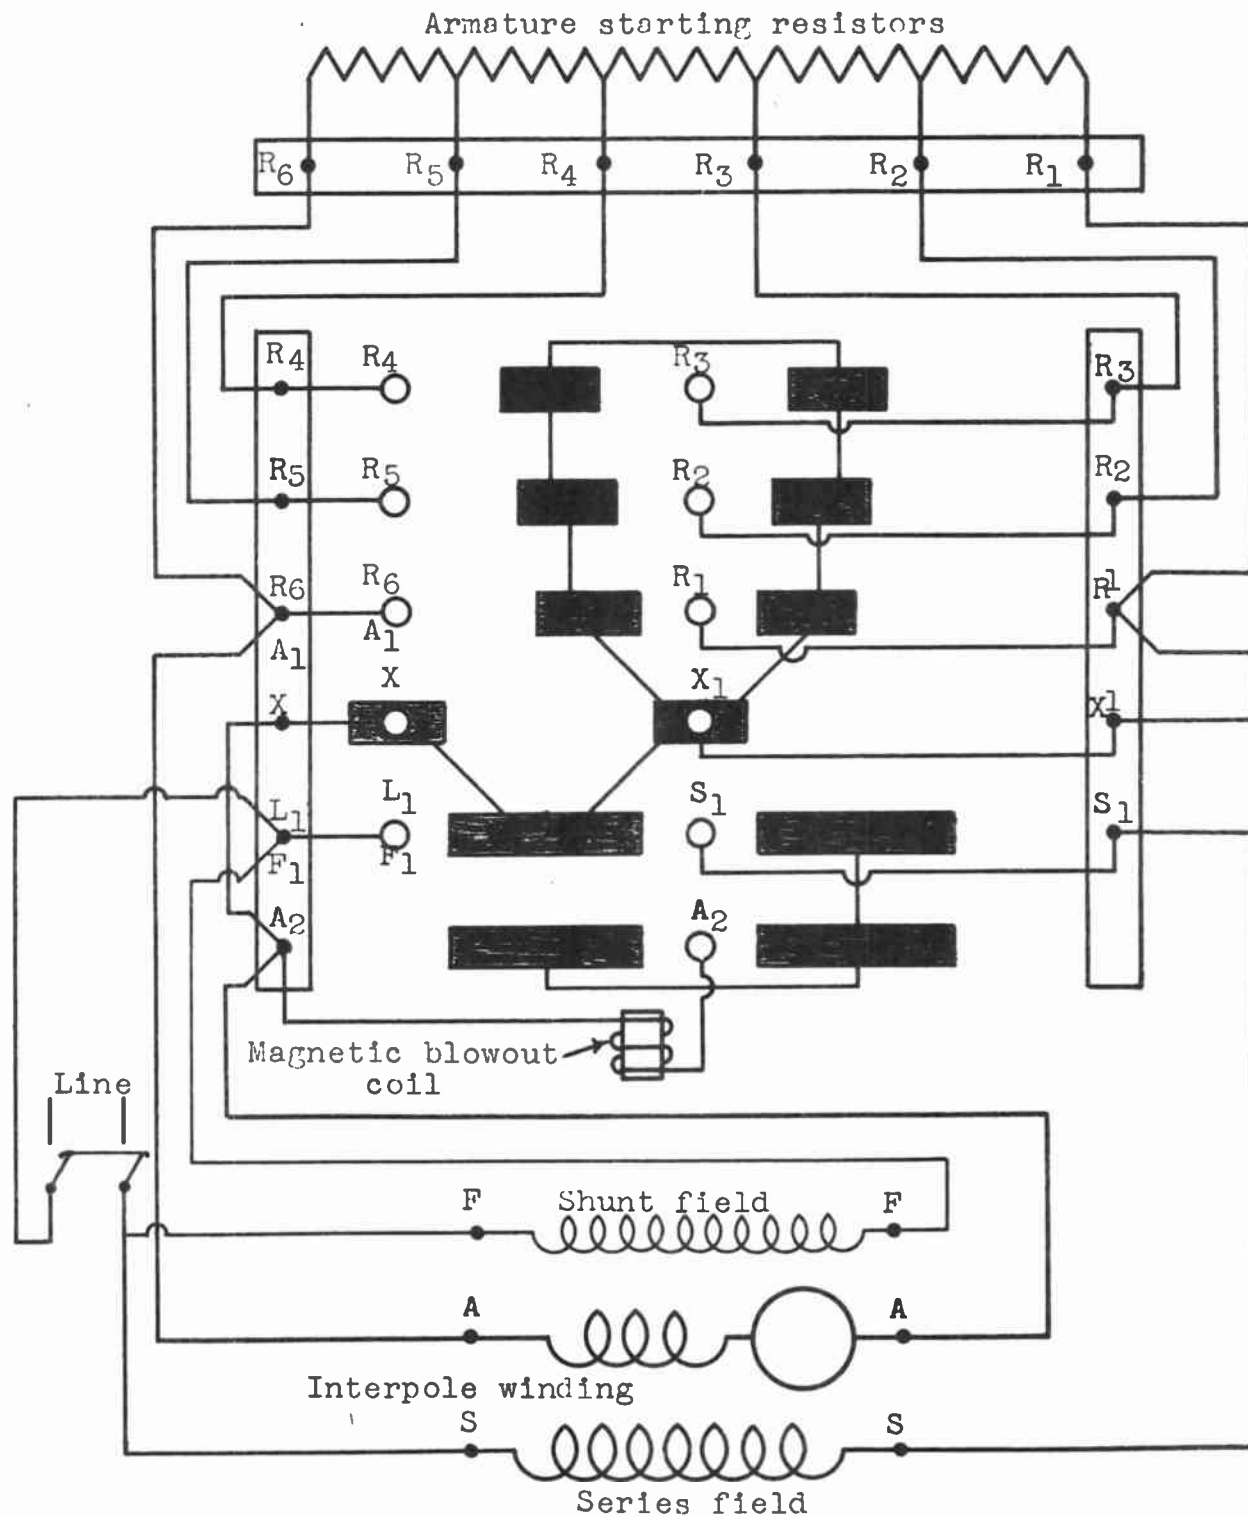 Armature starting resistors
R6 R5 R4 R3 R2 R1
R4 R4 R3 R3
R5 R5 R2 R2
R6 R6 R1 R1
A1 A1
X X X1 X1
L1 L1 S1 S1
F1 F1
A2 A2
Magnetic blowout
coil
Line
F Shunt field F
A A
Interpole winding
S S
Series field